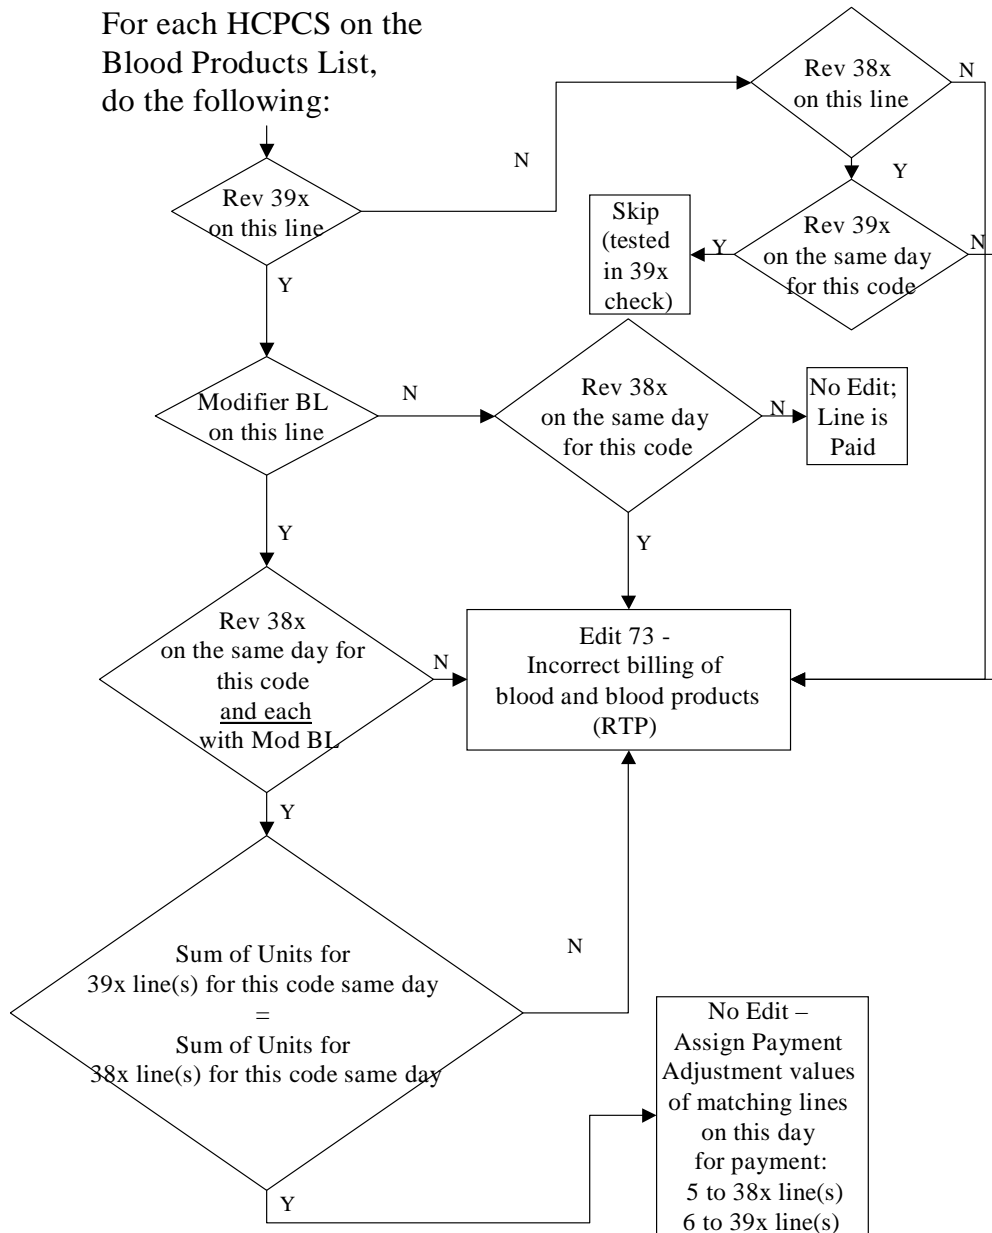 For each HCPCS on the
Blood Products List,
do the following:
Rev 38x
on this line
N
N
Y
Rev 39x
on this line
Skip
(tested
in 39x
check)
Y
Rev 39x
on the same day
for this code
N
Y
Modifier BL
on this line
N
Rev 38x
on the same day
for this code
N
No Edit;
Line is
Paid
Y
Y
Rev 38x
on the same day for
this code
and each
with Mod BL
N
Edit 73 -
Incorrect billing of
blood and blood products
(RTP)
Y
Sum of Units for
39x line(s) for this code same day
=
Sum of Units for
38x line(s) for this code same day
N
No Edit –
Assign Payment
Adjustment values
of matching lines
on this day
for payment:
5 to 38x line(s)
6 to 39x line(s)
Y